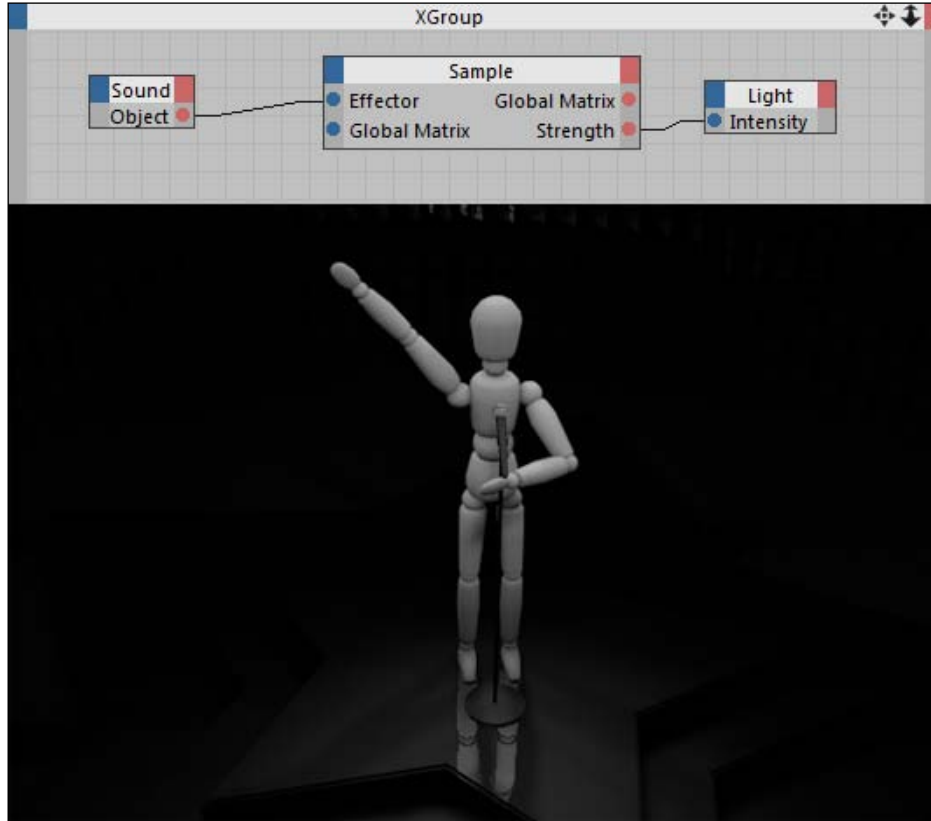 XGroup
Sound
Object
Sample
Effector Global Matrix
Global Matrix Strength
Light
Intensity